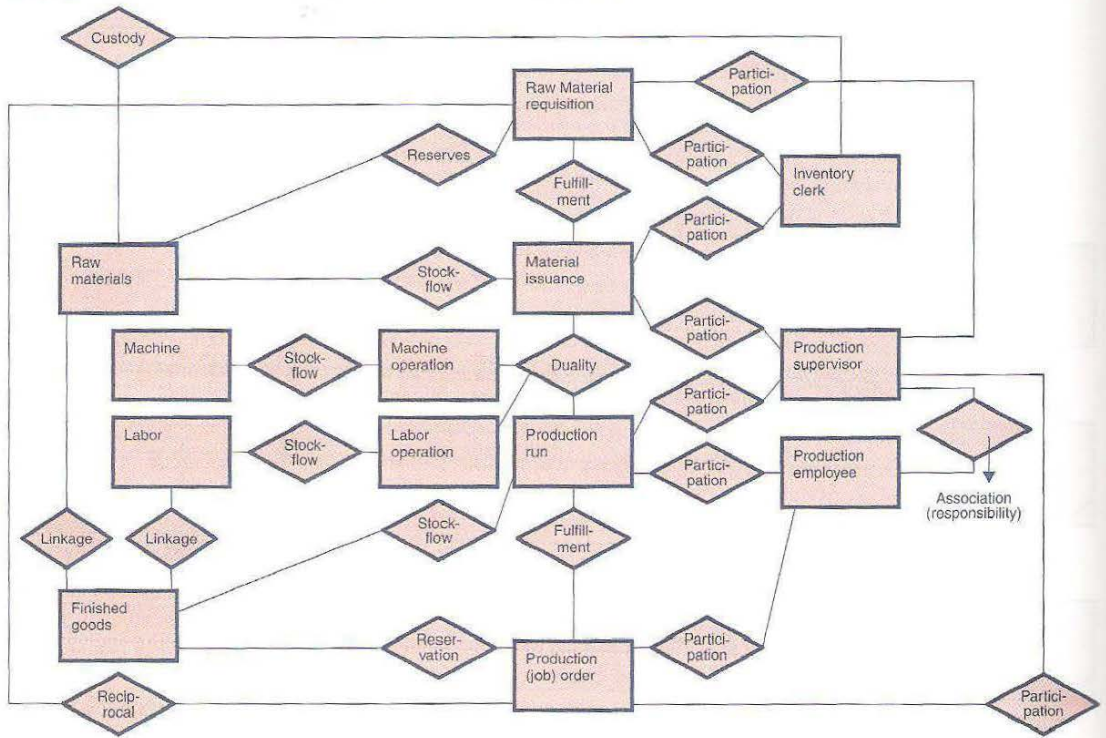 Custody
Raw Material
requisition
Partici-
pation
Reserves
Partici-
pation
Inventory
clerk
Fulfill-
ment
Partici-
pation
Raw
materials
Stock-
flow
Material
issuance
Partici-
pation
Production
supervisor
Machine
Stock-
flow
Machine
operation
Duality
Partici-
pation
Labor
Stock-
flow
Labor
operation
Production
run
Partici-
pation
Production
employee
Association
(responsibility)
Linkage
Linkage
Stock-
flow
Fulfill-
ment
Finished
goods
Reser-
vation
Production
(job) order
Partici-
pation
Recip-
rocal
Partici-
pation